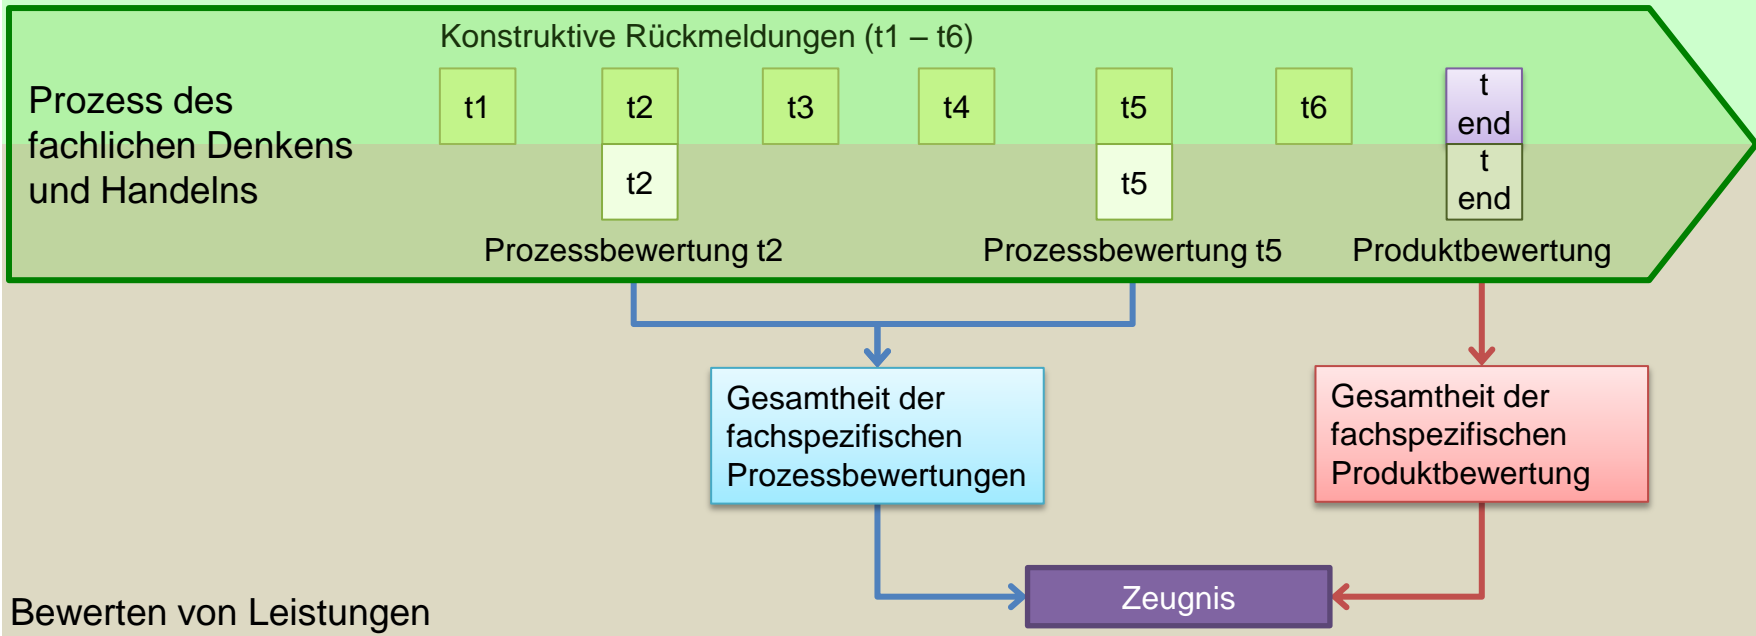 Konstruktive Rückmeldungen (t1 – t6)
Prozess des
fachlichen Denkens
und Handelns
t1
t2
t3
t4
t5
t6
t
end
t2
t5
t
end
Prozessbewertung t2
Prozessbewertung t5
Produktbewertung
Gesamtheit der
fachspezifischen
Prozessbewertungen
Gesamtheit der
fachspezifischen
Produktbewertung
Zeugnis
Bewerten von Leistungen